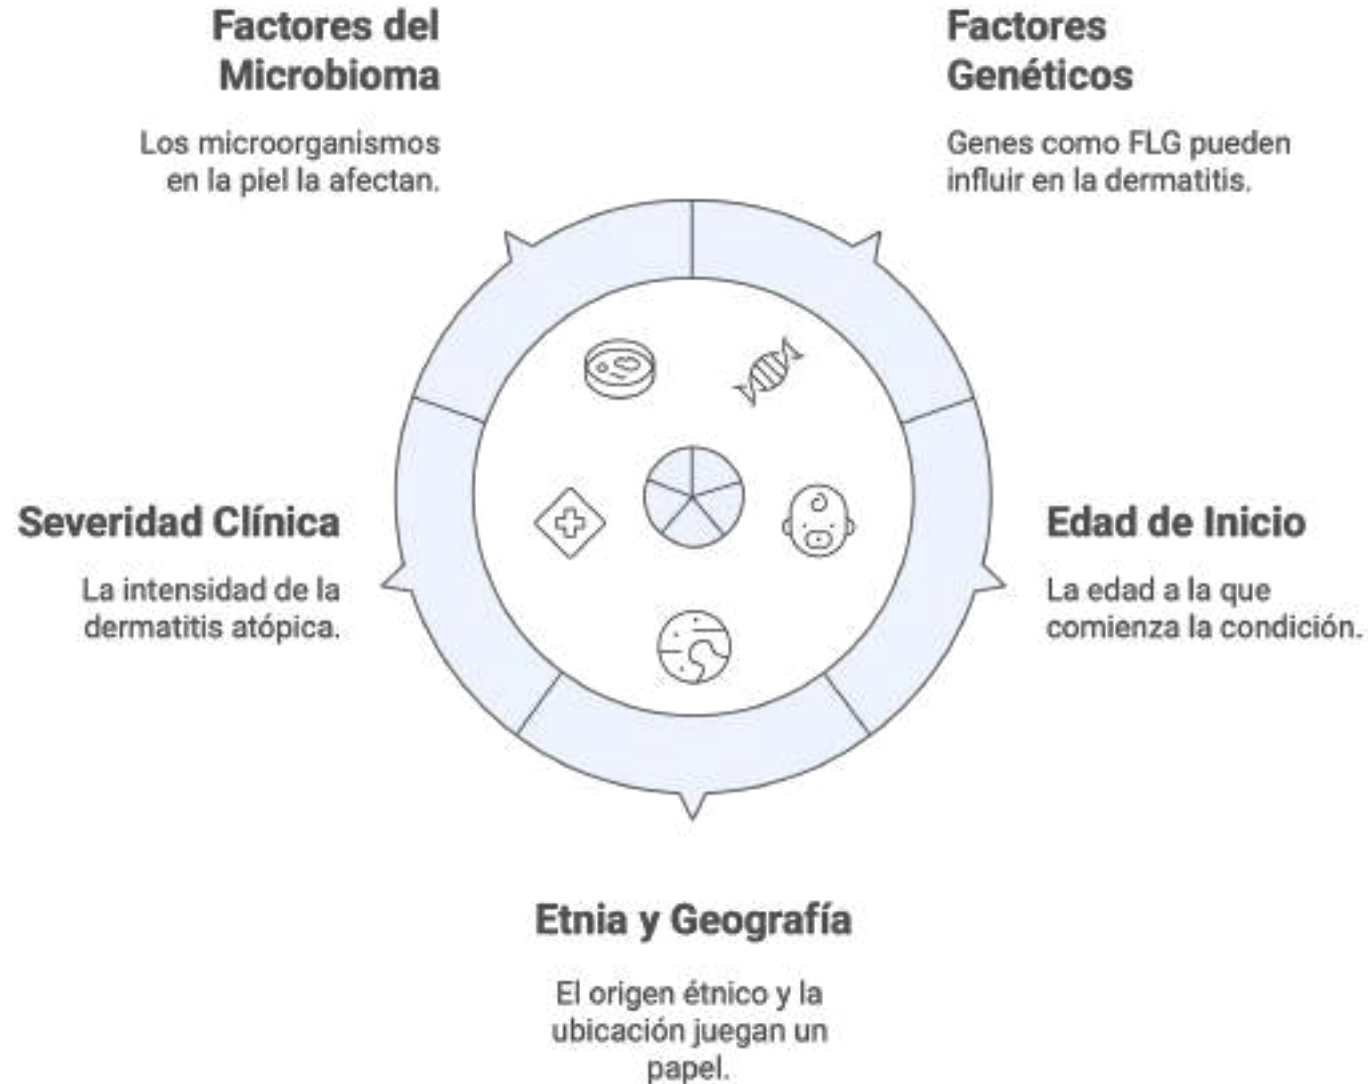 Factores del
Microbioma
Los microorganismos
en la piel la afectan.
Factores
Genéticos
Genes como FLG pueden
influir en la dermatitis.
Severidad Clínica
La intensidad de la
dermatitis atópica.
Edad de Inicio
La edad a la que
comienza la condición.
Etnia y Geografía
El origen étnico y la
ubicación juegan un
papel.